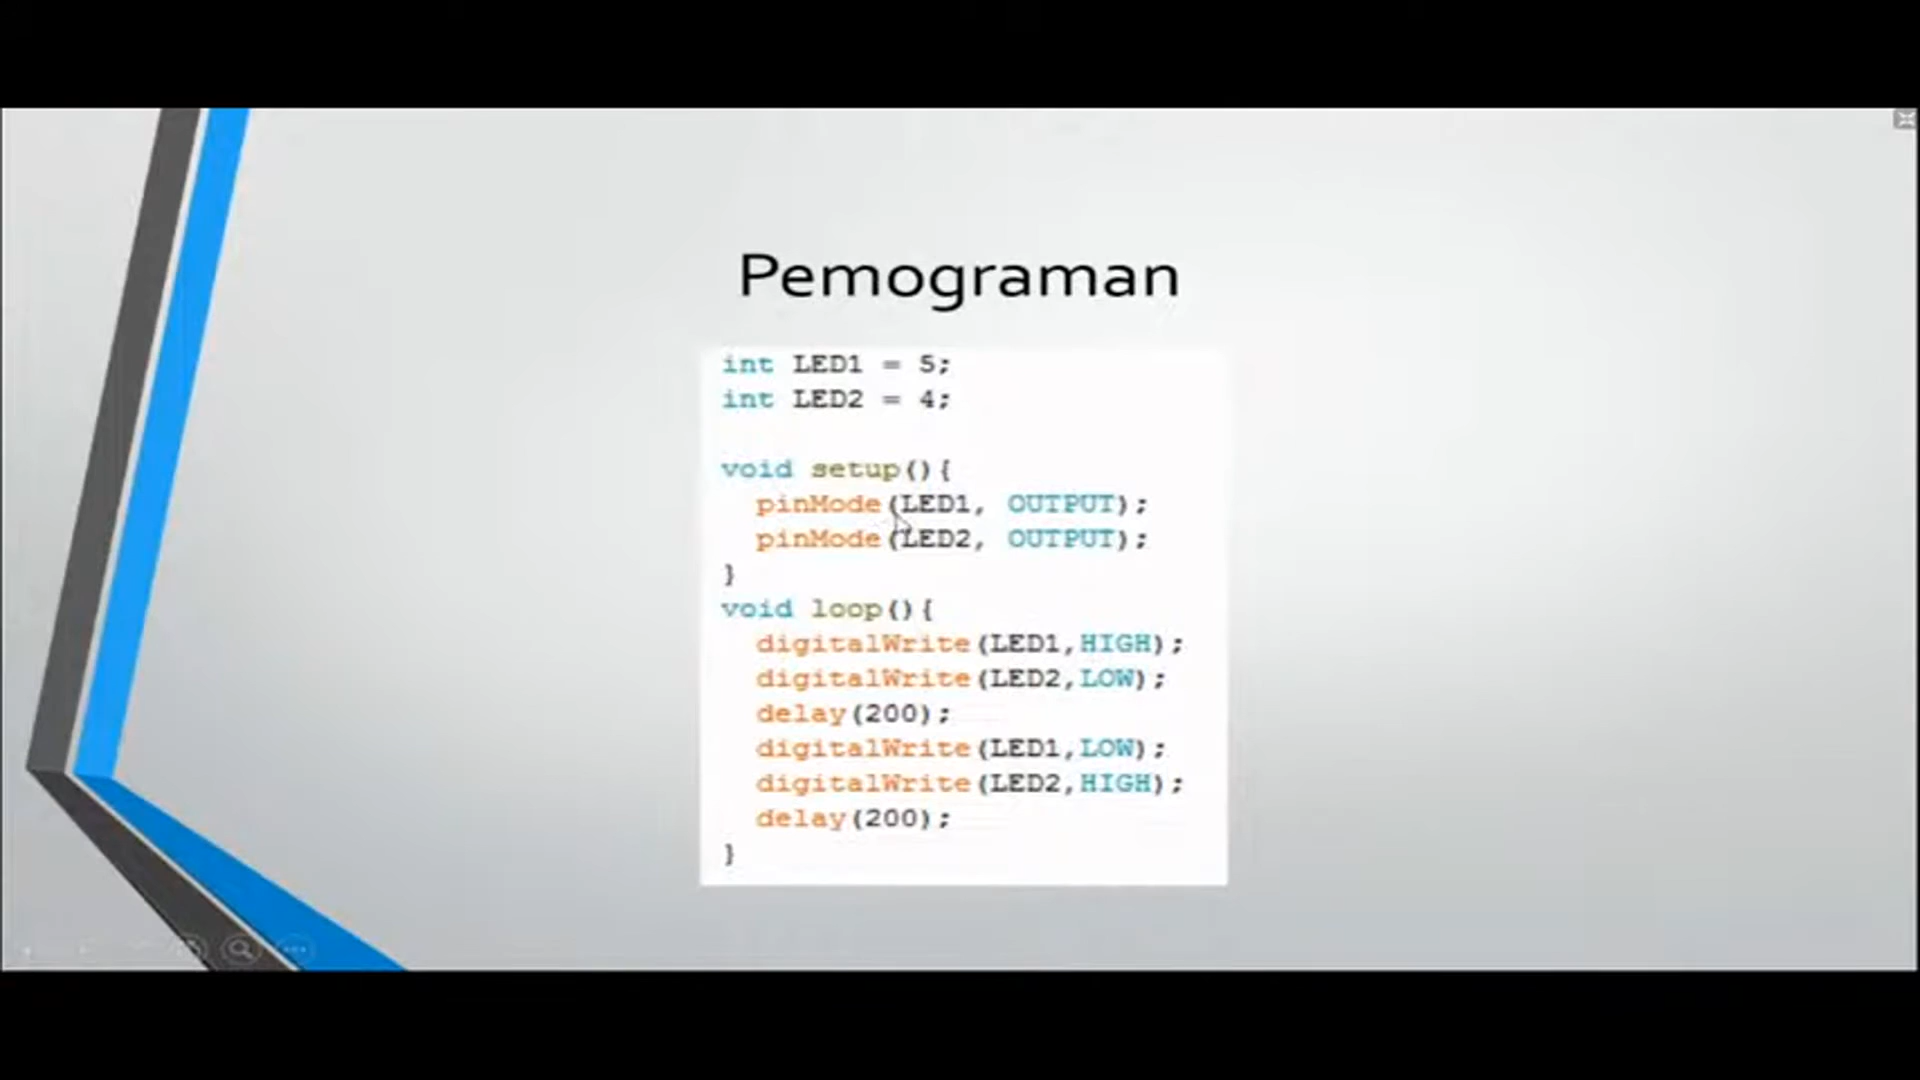 Pemograman
int LED1 = 5;
int LED2 = 4;
void setup(){
pinMode(LED1, OUTPUT);
pinMode(LED2, OUTPUT);
}
void loop(){
digitalWrite(LED1,HIGH);
digitalWrite(LED2,LOW);
delay(200);
digitalWrite(LED1,LOW);
digitalWrite(LED2,HIGH);
delay(200);
}